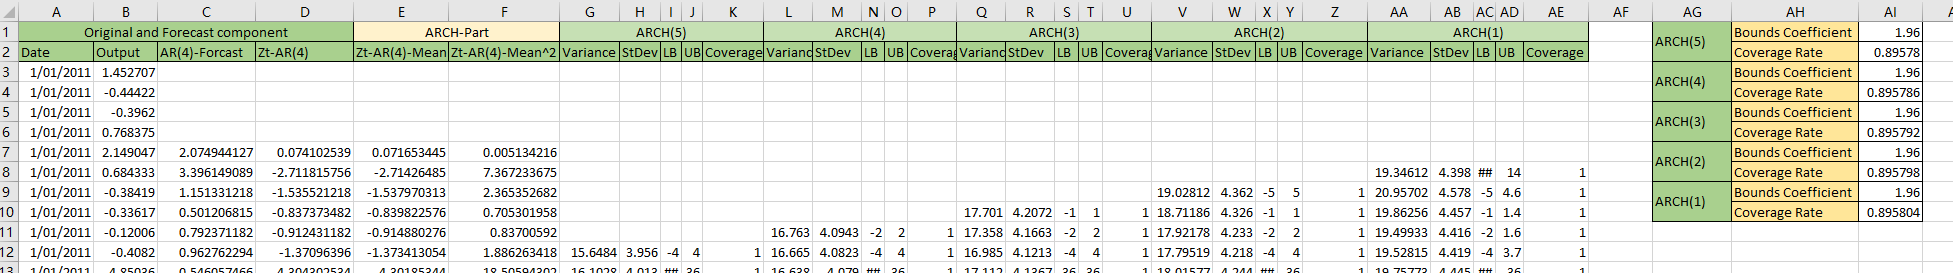 A B C D E F G H I J K L M N O P Q R S T U V W X Y Z AA AB AC AD AE AF AG AH AI
1 Original and Forecast component ARCH-Part ARCH(5) ARCH(4) ARCH(3) ARCH(2) ARCH(1) ARCH(5) Bounds Coefficient 1.96
2 Date Output AR(4)-Forcast Zt-AR(4) Zt-AR(4)-Mean Zt-AR(4)-Mean^2 Variance StDev LB UB Coverage Varianc StDev LB UB Coverag Varianc StDev LB UB Coverag Variance StDev LB UB Coverage Variance StDev LB UB Coverage Coverage Rate 0.89578
3 1/01/2011 1.452707 ARCH(4) Bounds Coefficient 1.96
4 1/01/2011 -0.44422 Coverage Rate 0.895786
5 1/01/2011 -0.3962 ARCH(3) Bounds Coefficient 1.96
6 1/01/2011 0.768375 Coverage Rate 0.895792
7 1/01/2011 2.149047 2.074944127 0.074102539 0.071653445 0.005134216 ARCH(2) Bounds Coefficient 1.96
8 1/01/2011 0.684333 3.396149089 -2.711815756 -2.71426485 7.367233675 19.34612 4.398 ## 14 1 Coverage Rate 0.895798
9 1/01/2011 -0.38419 1.151331218 -1.535521218 -1.537970313 2.365352682 19.02812 4.362 -5 5 1 20.95702 4.578 -5 4.6 1 ARCH(1) Bounds Coefficient 1.96
10 1/01/2011 -0.33617 0.501206815 -0.837373482 -0.839822576 0.705301958 17.701 4.2072 -1 1 1 18.71186 4.326 -1 1 1 19.86256 4.457 -1 1.4 1 Coverage Rate 0.895804
11 1/01/2011 -0.12006 0.792371182 -0.912431182 -0.914880276 0.83700592 16.763 4.0943 -2 2 1 17.358 4.1663 -2 2 1 17.92178 4.233 -2 2 1 19.49933 4.416 -2 1.6 1
12 1/01/2011 -0.4082 0.962762294 -1.37096396 -1.373413054 1.886263418 15.6484 3.956 -4 4 1 16.665 4.0823 -4 4 1 16.985 4.1213 -4 4 1 17.79519 4.218 -4 4 1 19.52815 4.419 -4 3.7 1